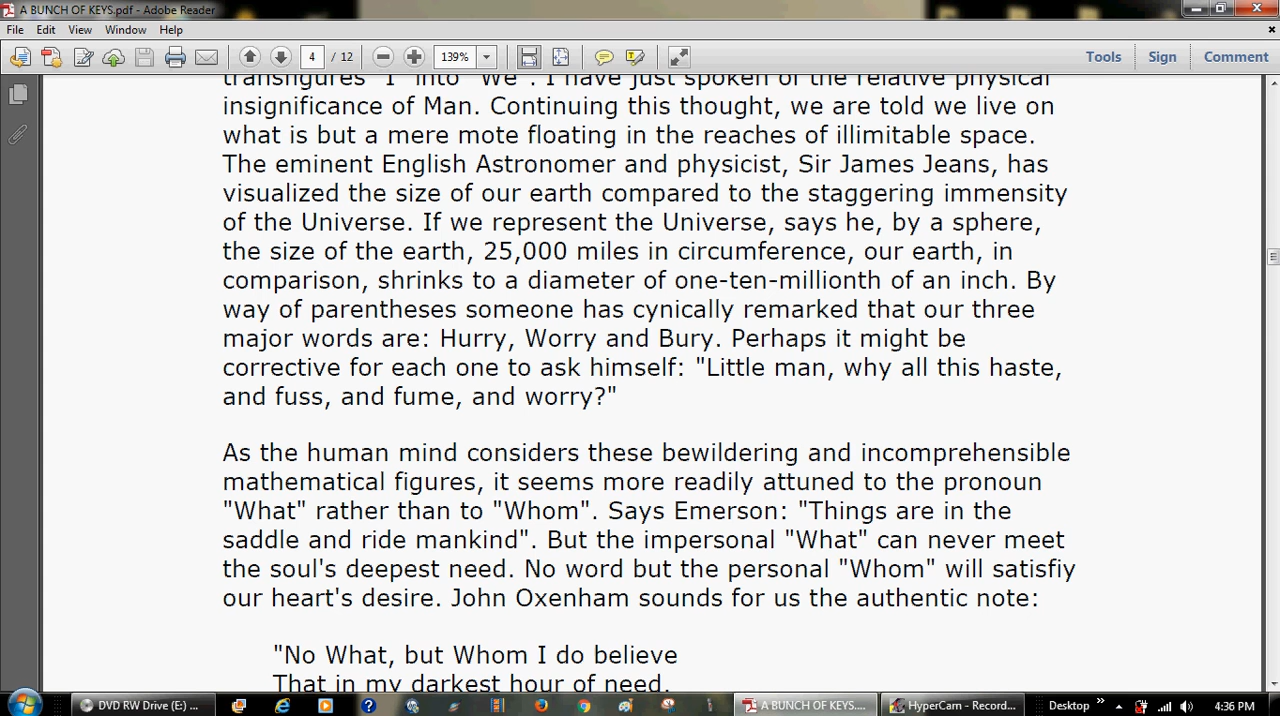 A BUNCH OF KEYS.pdf - Adobe Reader
File Edit View Window Help
4 / 12 139% Tools Sign Comment
transfigures "I" into "We". I have just spoken of the relative physical
insignificance of Man. Continuing this thought, we are told we live on
what is but a mere mote floating in the reaches of illimitable space.
The eminent English Astronomer and physicist, Sir James Jeans, has
visualized the size of our earth compared to the staggering immensity
of the Universe. If we represent the Universe, says he, by a sphere,
the size of the earth, 25,000 miles in circumference, our earth, in
comparison, shrinks to a diameter of one-ten-millionth of an inch. By
way of parentheses someone has cynically remarked that our three
major words are: Hurry, Worry and Bury. Perhaps it might be
corrective for each one to ask himself: "Little man, why all this haste,
and fuss, and fume, and worry?"
As the human mind considers these bewildering and incomprehensible
mathematical figures, it seems more readily attuned to the pronoun
"What" rather than to "Whom". Says Emerson: "Things are in the
saddle and ride mankind". But the impersonal "What" can never meet
the soul's deepest need. No word but the personal "Whom" will satisfiy
our heart's desire. John Oxenham sounds for us the authentic note:
"No What, but Whom I do believe
That in my darkest hour of need,
DVD RW Drive (E:) ... A BUNCH OF KEYS.... HyperCam - Record... Desktop 4:36 PM